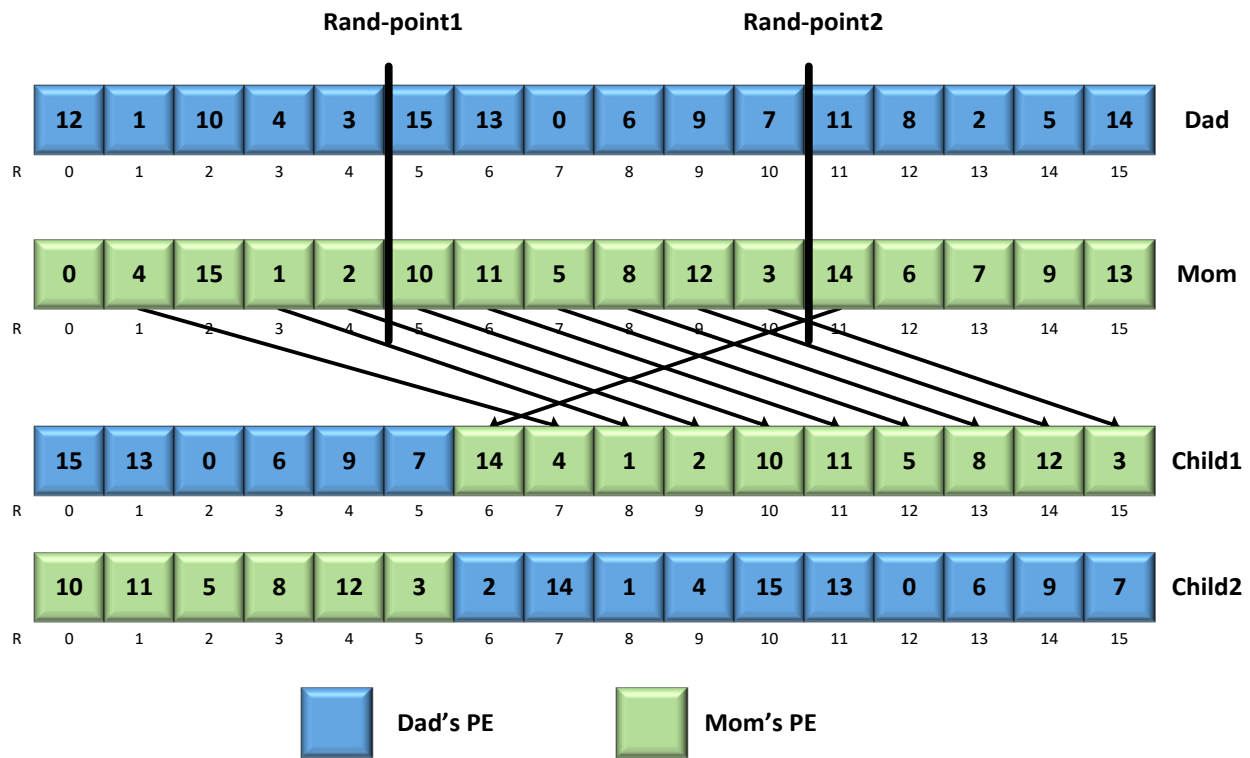 Rand-point1 Rand-point2
12 1 10 4 3 15 13 0 6 9 7 11 8 2 5 14 Dad
R 0 1 2 3 4 5 6 7 8 9 10 11 12 13 14 15
0 4 15 1 2 10 11 5 8 12 3 14 6 7 9 13 Mom
R 0 1 2 3 4 5 6 7 8 9 10 11 12 13 14 15
15 13 0 6 9 7 14 4 1 2 10 11 5 8 12 3 Child1
R 0 1 2 3 4 5 6 7 8 9 10 11 12 13 14 15
10 11 5 8 12 3 2 14 1 4 15 13 0 6 9 7 Child2
R 0 1 2 3 4 5 6 7 8 9 10 11 12 13 14 15
Dad’s PE Mom’s PE